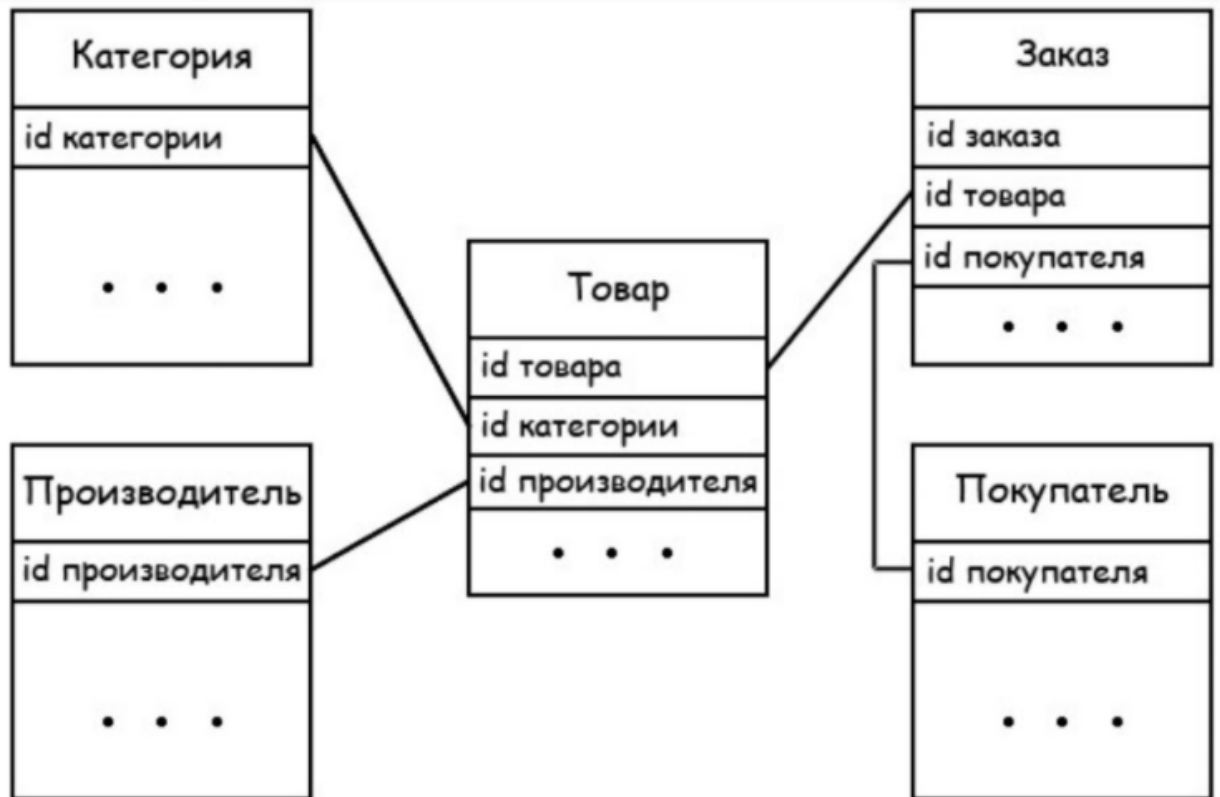 Категория
id категории
. . .
Производитель
id производителя
. . .
Товар
id товара
id категории
id производителя
. . .
Заказ
id заказа
id товара
id покупателя
. . .
Покупатель
id покупателя
. . .